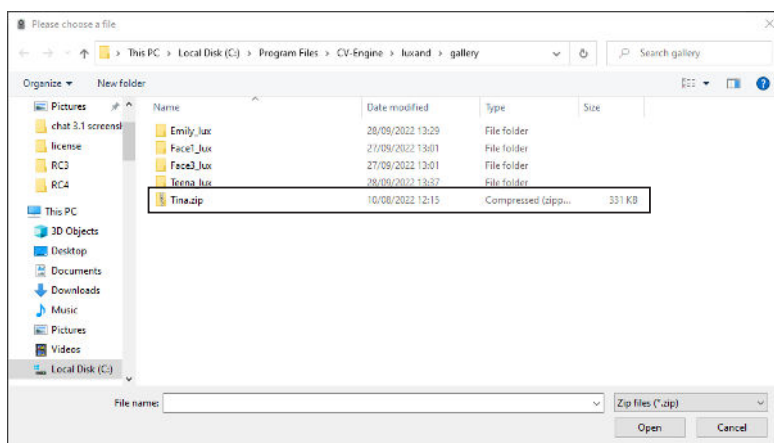 Please choose a file
This PC > Local Disk (C:) > Program Files > CV-Engine > luxand > gallery
Search gallery
Organize
New folder
Name
Date modified
Type
Size
Pictures
chat 3.1 screensh
license
RC3
RC4
This PC
3D Objects
Desktop
Documents
Downloads
Music
Pictures
Videos
Local Disk (C:)
Emily_lux 28/09/2022 13:29 File folder
Face1_lux 27/09/2022 13:01 File folder
Face3_lux 27/09/2022 13:01 File folder
Teena_lux 28/09/2022 13:37 File folder
Tina.zip 10/08/2022 12:15 Compressed (zipp... 331 KB
File name:
Zip files (*.zip)
Open
Cancel